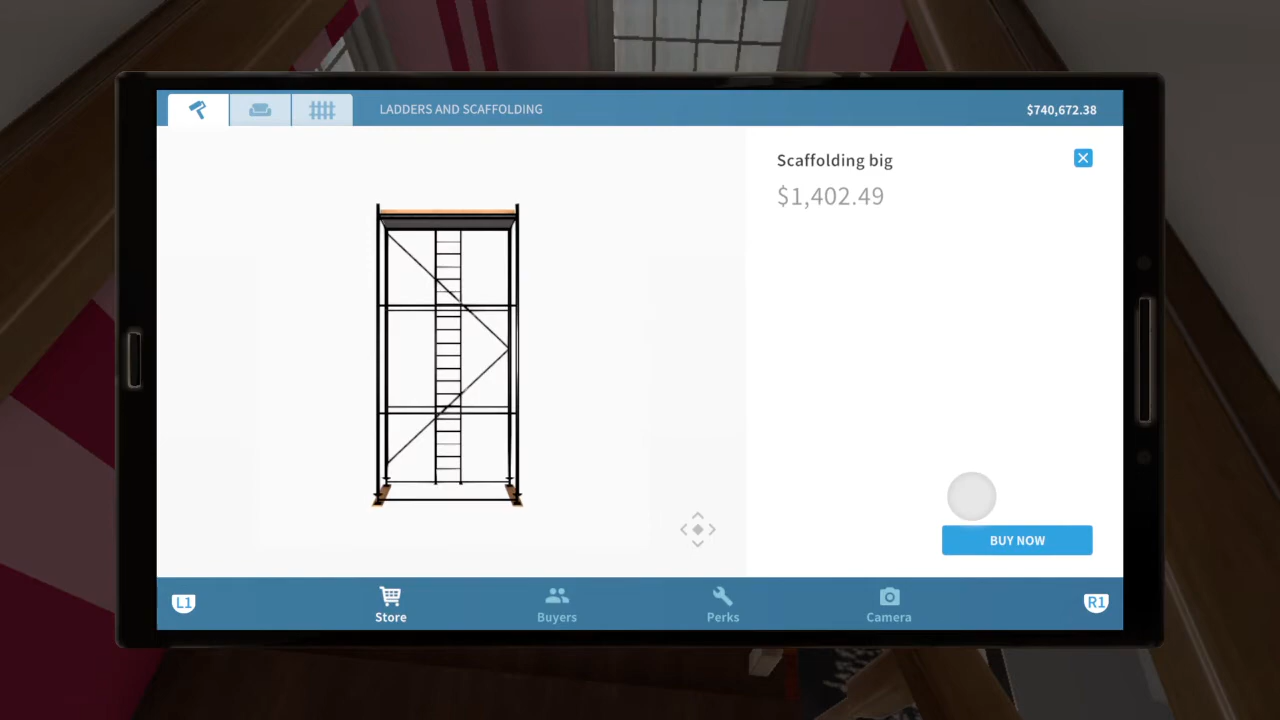 LADDERS AND SCAFFOLDING
$740,672.38
Scaffolding big
$1,402.49
BUY NOW
L1
Store
Buyers
Perks
Camera
R1